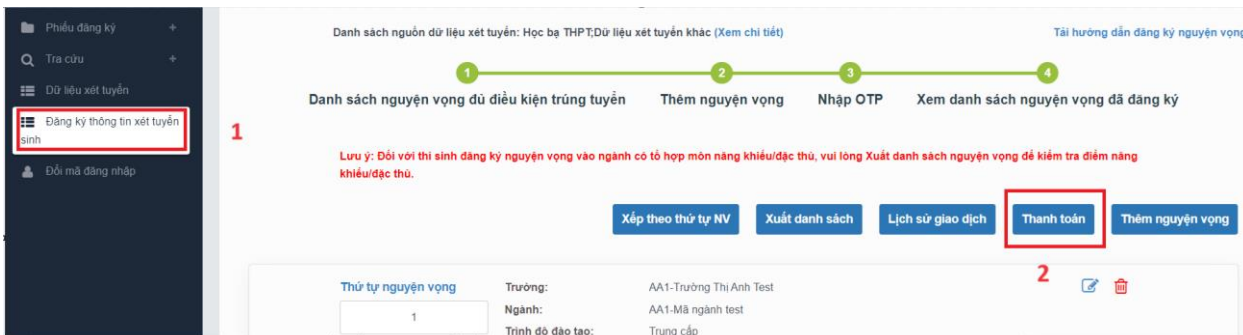 Phiếu đăng ký +
Tra cứu +
Dữ liệu xét tuyển
Đăng ký thông tin xét tuyển
sinh
Đổi mã đăng nhập
1
Danh sách nguồn dữ liệu xét tuyển: Học bạ THPT;Dữ liệu xét tuyển khác (Xem chi tiết)
Tải hướng dẫn đăng ký nguyện vọng
1 2 3 4
Danh sách nguyện vọng đủ điều kiện trúng tuyển Thêm nguyện vọng Nhập OTP Xem danh sách nguyện vọng đã đăng ký
Lưu ý: Đối với thí sinh đăng ký nguyện vọng vào ngành có tổ hợp môn năng khiếu/đặc thù, vui lòng Xuất danh sách nguyện vọng để kiểm tra điểm năng
khiếu/đặc thù.
Xếp theo thứ tự NV Xuất danh sách Lịch sử giao dịch Thanh toán Thêm nguyện vọng
2
Thứ tự nguyện vọng
1
Trường: AA1-Trường Thị Anh Test
Ngành: AA1-Mã ngành test
Trình độ đào tạo: Trung cấp